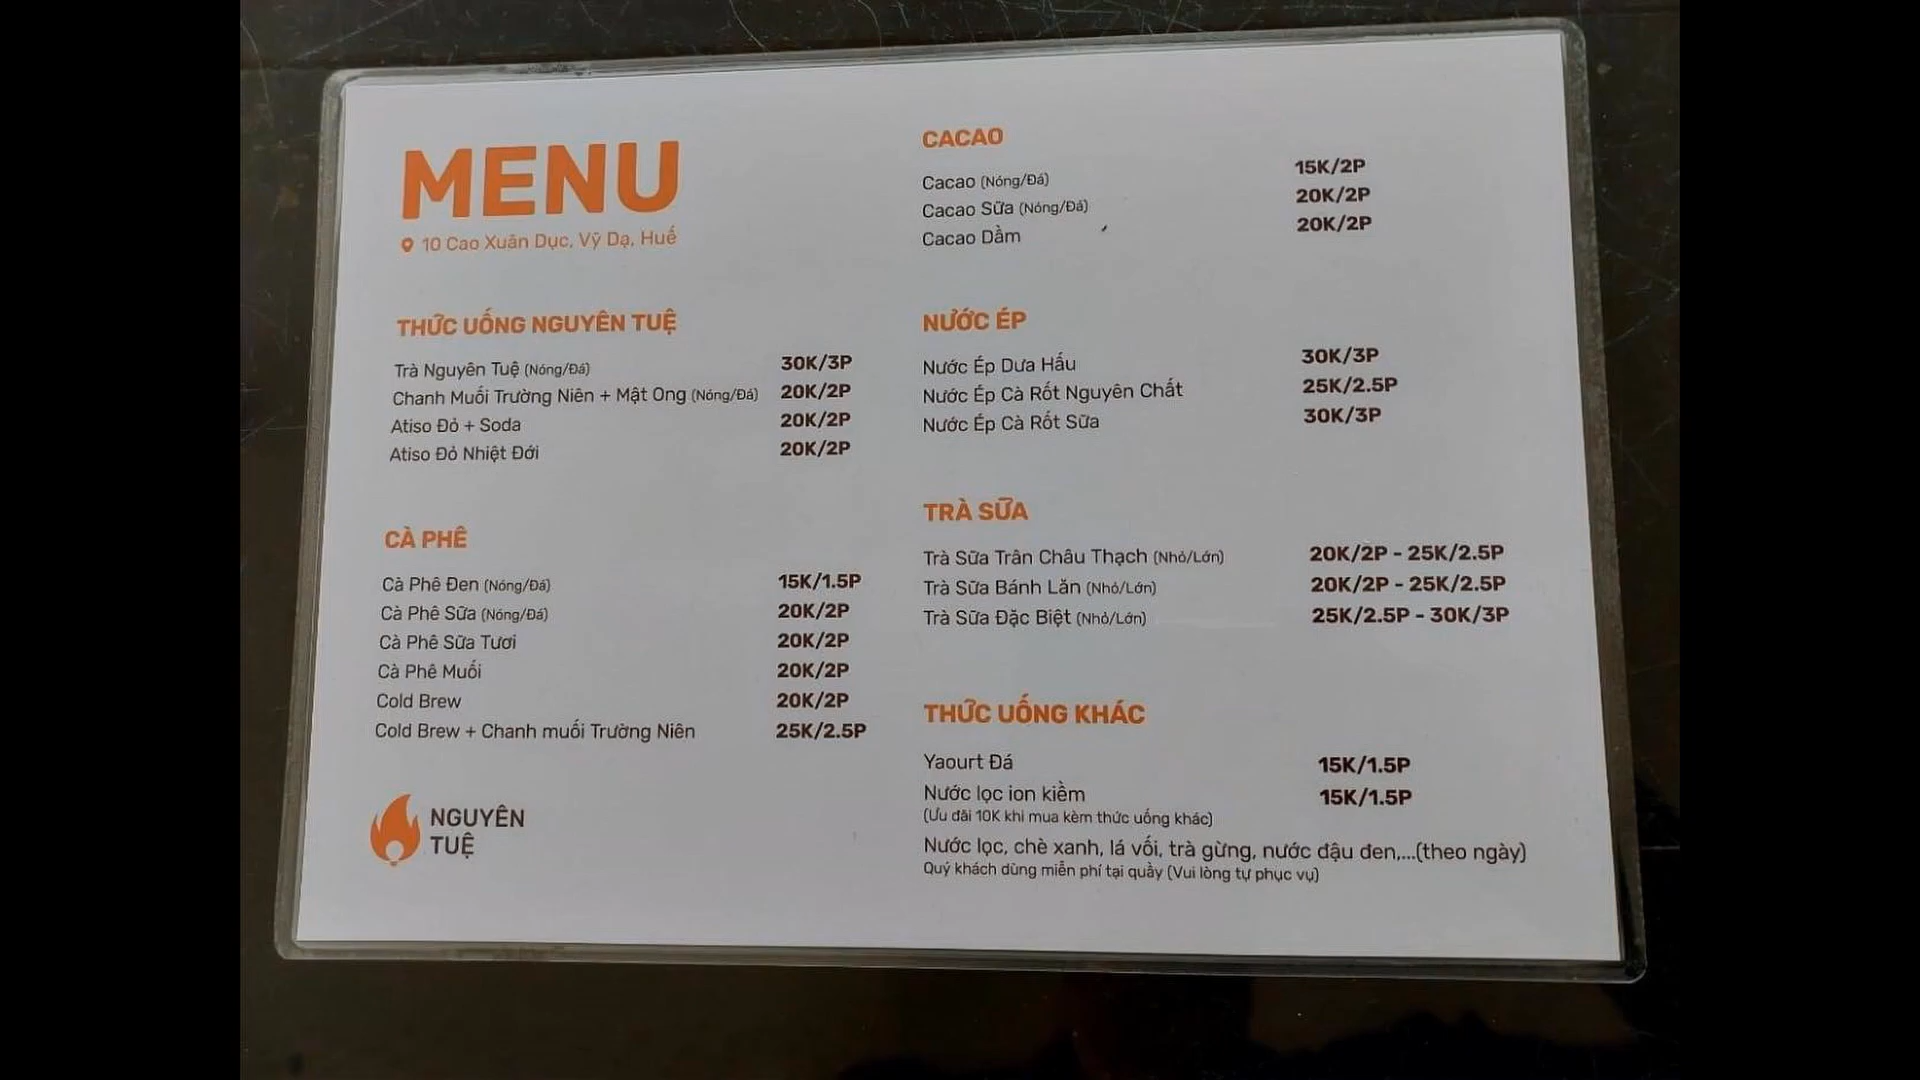 MENU
10 Cao Xuân Dục, Vỹ Dạ, Huế
THỨC UỐNG NGUYÊN TUỆ
Trà Nguyên Tuệ (Nóng/Đá) 30K/3P
Chanh Muối Trường Niên + Mật Ong (Nóng/Đá) 20K/2P
Atiso Đỏ + Soda 20K/2P
Atiso Đỏ Nhiệt Đới 20K/2P
CÀ PHÊ
Cà Phê Đen (Nóng/Đá) 15K/1.5P
Cà Phê Sữa (Nóng/Đá) 20K/2P
Cà Phê Sữa Tươi 20K/2P
Cà Phê Muối 20K/2P
Cold Brew 20K/2P
Cold Brew + Chanh muối Trường Niên 25K/2.5P
NGUYÊN
TUỆ
CACAO
Cacao (Nóng/Đá) 15K/2P
Cacao Sữa (Nóng/Đá) 20K/2P
Cacao Dầm 20K/2P
NƯỚC ÉP
Nước Ép Dưa Hấu 30K/3P
Nước Ép Cà Rốt Nguyên Chất 25K/2.5P
Nước Ép Cà Rốt Sữa 30K/3P
TRÀ SỮA
Trà Sữa Trân Châu Thạch (Nhỏ/Lớn) 20K/2P - 25K/2.5P
Trà Sữa Bánh Lăn (Nhỏ/Lớn) 20K/2P - 25K/2.5P
Trà Sữa Đặc Biệt (Nhỏ/Lớn) 25K/2.5P - 30K/3P
THỨC UỐNG KHÁC
Yaourt Đá 15K/1.5P
Nước lọc ion kiềm 15K/1.5P
(Ưu đãi 10K khi mua kèm thức uống khác)
Nước lọc, chè xanh, lá vối, trà gừng, nước đậu đen,...(theo ngày)
Quý khách dùng miễn phí tại quầy (Vui lòng tự phục vụ)